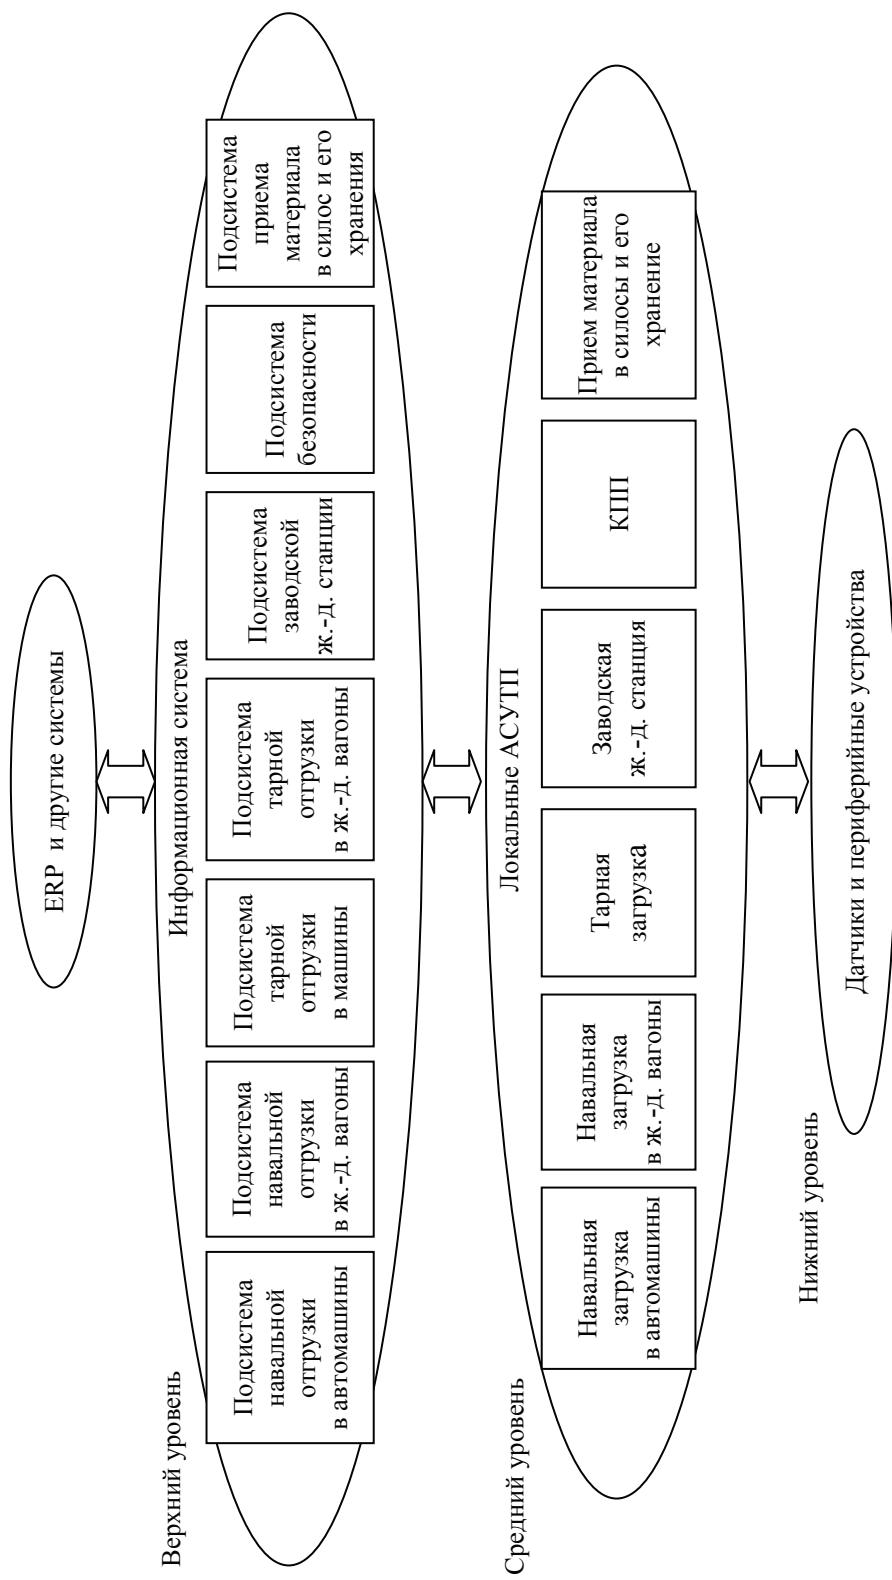 ERP и другие системы
Верхний уровень
Информационная система
Подсистема
навальной
отгрузки
в автомашины
Подсистема
навальной
отгрузки
в ж.-д. вагоны
Подсистема
тарной
отгрузки
в машины
Подсистема
тарной
отгрузки
в ж.-д. вагоны
Подсистема
заводской
ж.-д. станции
Подсистема
безопасности
Подсистема
приема
материала
в силос и его
хранения
Средний уровень
Локальные АСУТП
Навальная
загрузка
в автомашины
Навальная
загрузка
в ж.-д. вагоны
Тарная
загрузка
Заводская
ж.-д. станция
КПП
Прием материала
в силосы и его
хранение
Нижний уровень
Датчики и периферийные устройства